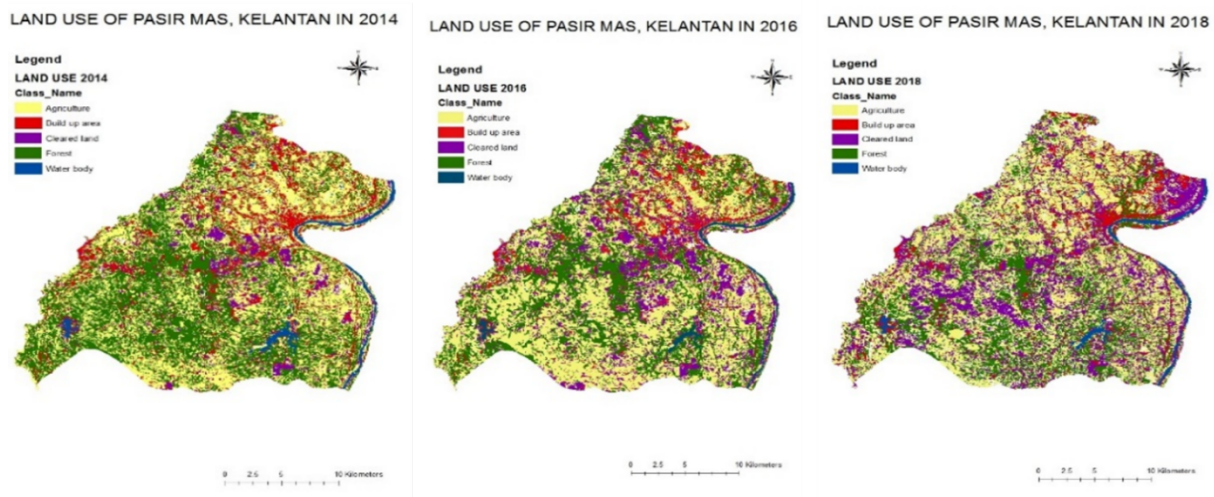 LAND USE OF PASIR MAS, KELANTAN IN 2014
Legend
LAND USE 2014
Class_Name
Agriculture
Build up area
Cleared land
Forest
Water body
0 2.5 5 10 Kilometers
LAND USE OF PASIR MAS, KELANTAN IN 2016
Legend
LAND USE 2016
Class_Name
Agriculture
Build up area
Cleared land
Forest
Water body
0 2.5 5 10 Kilometers
LAND USE OF PASIR MAS, KELANTAN IN 2018
Legend
LAND USE 2018
Class_Name
Agriculture
Build up area
Cleared land
Forest
Water body
0 2.5 5 10 Kilometers